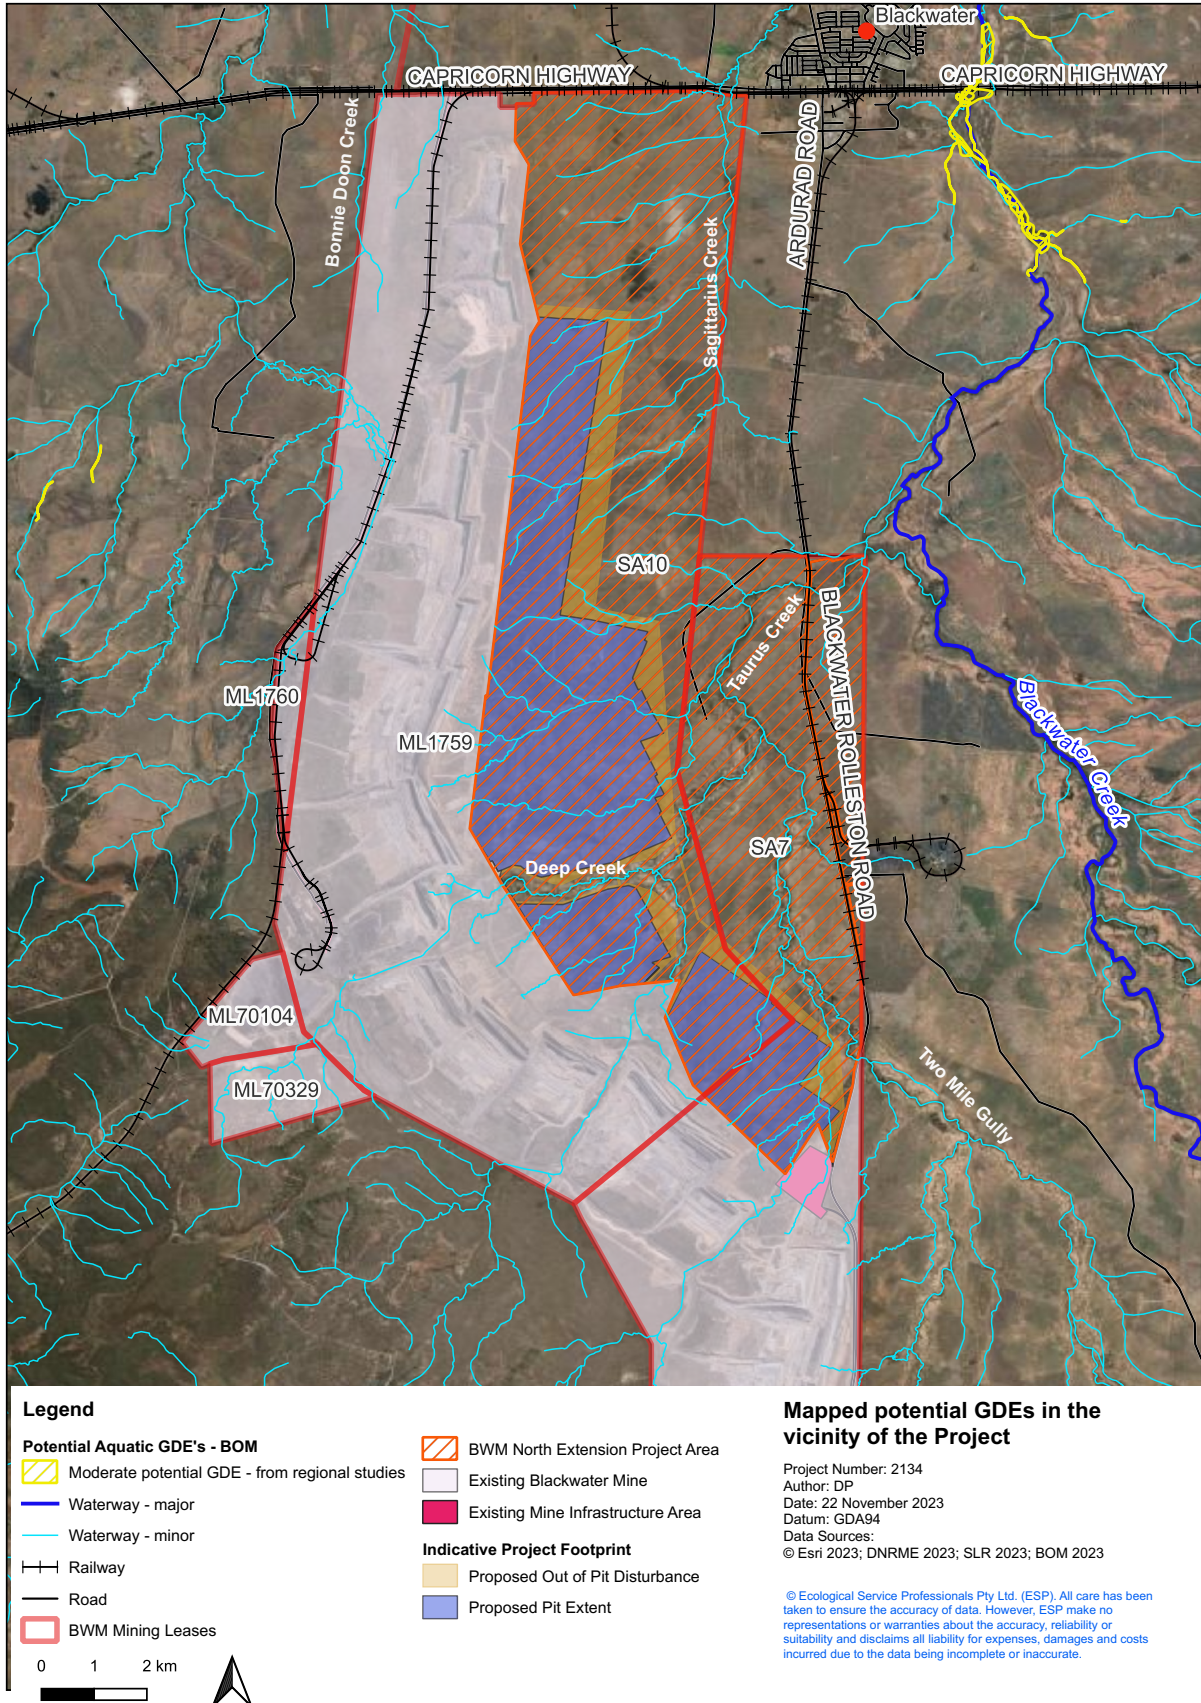 Blackwater
CAPRICORN HIGHWAY
CAPRICORN HIGHWAY
Bonnie Doon Creek
ARDURAD ROAD
Sagittarius Creek
SA10
Taurus Creek
BLACKWATER ROLLESTON ROAD
ML1760
ML1759
Blackwater Creek
SA7
Deep Creek
ML70104
ML70329
Two Mile Gully
Legend
Potential Aquatic GDE's - BOM
Moderate potential GDE - from regional studies
Waterway - major
Waterway - minor
Railway
Road
BWM Mining Leases
0 1 2 km
BWM North Extension Project Area
Existing Blackwater Mine
Existing Mine Infrastructure Area
Indicative Project Footprint
Proposed Out of Pit Disturbance
Proposed Pit Extent
Mapped potential GDEs in the
vicinity of the Project
Project Number: 2134
Author: DP
Date: 22 November 2023
Datum: GDA94
Data Sources:
© Esri 2023; DNRME 2023; SLR 2023; BOM 2023
© Ecological Service Professionals Pty Ltd. (ESP). All care has been
taken to ensure the accuracy of data. However, ESP make no
representations or warranties about the accuracy, reliability or
suitability and disclaims all liability for expenses, damages and costs
incurred due to the data being incomplete or inaccurate.